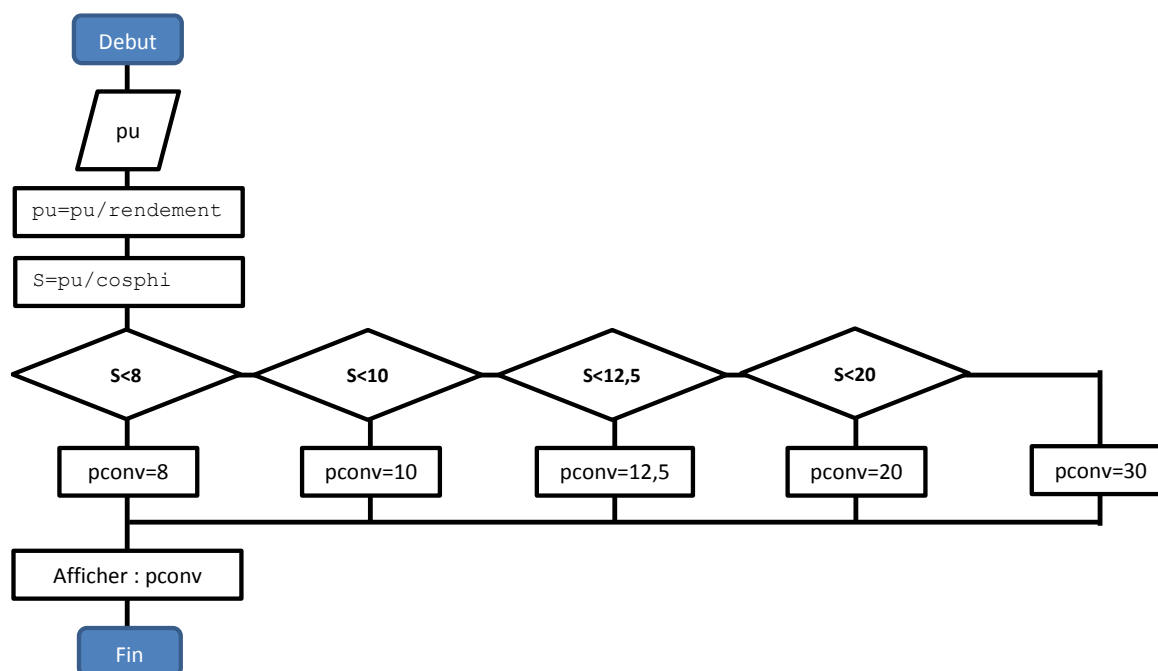 Debut
pu
pu=pu/rendement
S=pu/cosphi
S<8
S<10
S<12,5
S<20
pconv=8
pconv=10
pconv=12,5
pconv=20
pconv=30
Afficher : pconv
Fin